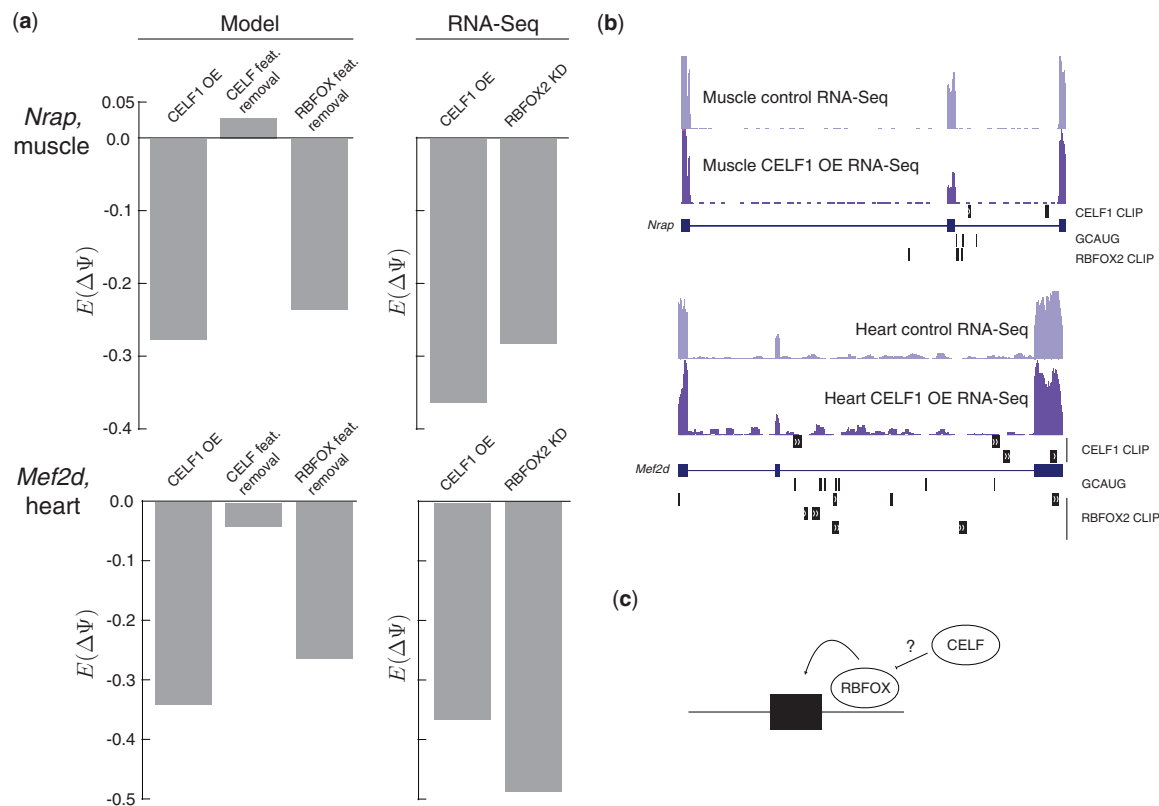 (a)
Model
RNA-Seq
Nrap,
muscle
CELF1 OE
CELF feat.
removal
RBFOX feat.
removal
CELF1 OE
RBFOX2 KD
0.05
0.0
-0.1
-0.2
-0.3
-0.4
E(ΔΨ)
E(ΔΨ)
Mef2d,
heart
CELF1 OE
CELF feat.
removal
RBFOX feat.
removal
CELF1 OE
RBFOX2 KD
0.0
-0.1
-0.2
-0.3
-0.4
-0.5
E(ΔΨ)
E(ΔΨ)
(b)
Muscle control RNA-Seq
Muscle CELF1 OE RNA-Seq
CELF1 CLIP
Nrap
GCAUG
RBFOX2 CLIP
Heart control RNA-Seq
Heart CELF1 OE RNA-Seq
CELF1 CLIP
Mef2d
GCAUG
RBFOX2 CLIP
(c)
?
CELF
RBFOX